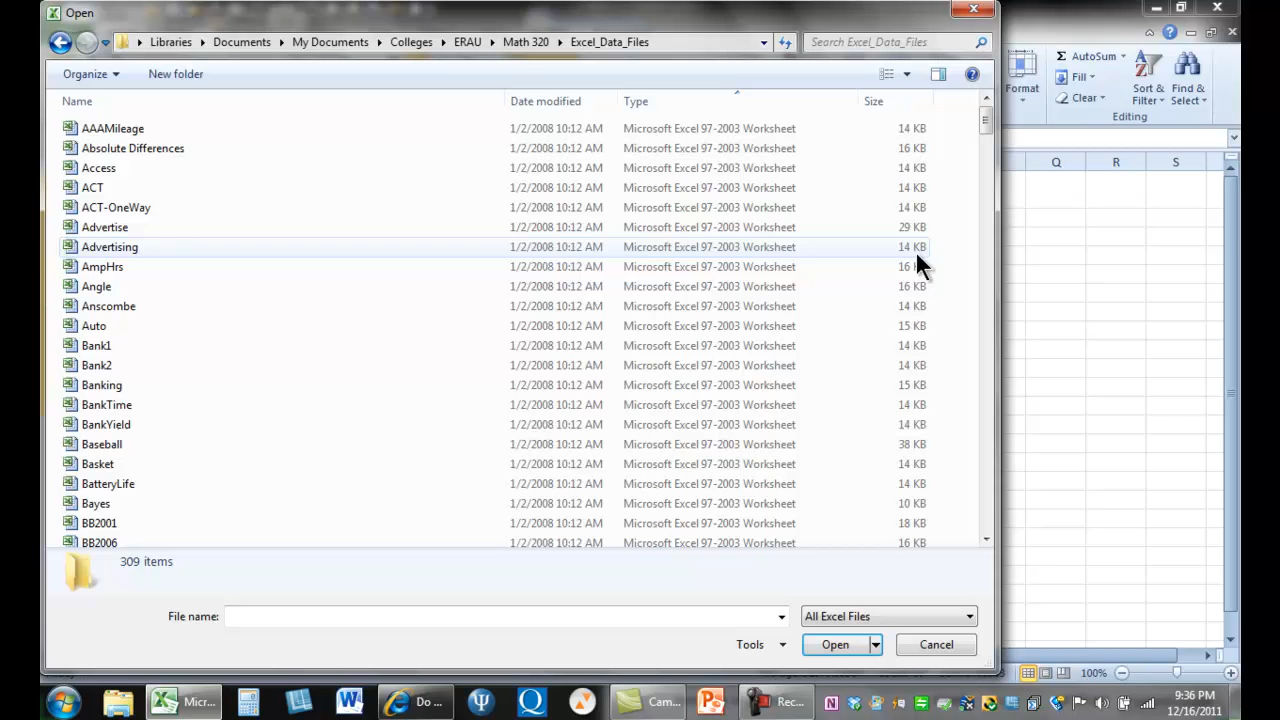 Open
Libraries Documents My Documents Colleges ERAU Math 320 Excel_Data_Files Search Excel_Data_Files
Organize New folder
Name Date modified Type Size
AAAMileage 1/2/2008 10:12 AM Microsoft Excel 97-2003 Worksheet 14 KB
Absolute Differences 1/2/2008 10:12 AM Microsoft Excel 97-2003 Worksheet 16 KB
Access 1/2/2008 10:12 AM Microsoft Excel 97-2003 Worksheet 14 KB
ACT 1/2/2008 10:12 AM Microsoft Excel 97-2003 Worksheet 14 KB
ACT-OneWay 1/2/2008 10:12 AM Microsoft Excel 97-2003 Worksheet 14 KB
Advertise 1/2/2008 10:12 AM Microsoft Excel 97-2003 Worksheet 29 KB
Advertising 1/2/2008 10:12 AM Microsoft Excel 97-2003 Worksheet 14 KB
AmpHrs 1/2/2008 10:12 AM Microsoft Excel 97-2003 Worksheet 16
Angle 1/2/2008 10:12 AM Microsoft Excel 97-2003 Worksheet 16 KB
Anscombe 1/2/2008 10:12 AM Microsoft Excel 97-2003 Worksheet 14 KB
Auto 1/2/2008 10:12 AM Microsoft Excel 97-2003 Worksheet 15 KB
Bank1 1/2/2008 10:12 AM Microsoft Excel 97-2003 Worksheet 14 KB
Bank2 1/2/2008 10:12 AM Microsoft Excel 97-2003 Worksheet 14 KB
Banking 1/2/2008 10:12 AM Microsoft Excel 97-2003 Worksheet 15 KB
BankTime 1/2/2008 10:12 AM Microsoft Excel 97-2003 Worksheet 14 KB
BankYield 1/2/2008 10:12 AM Microsoft Excel 97-2003 Worksheet 14 KB
Baseball 1/2/2008 10:12 AM Microsoft Excel 97-2003 Worksheet 38 KB
Basket 1/2/2008 10:12 AM Microsoft Excel 97-2003 Worksheet 14 KB
BatteryLife 1/2/2008 10:12 AM Microsoft Excel 97-2003 Worksheet 14 KB
Bayes 1/2/2008 10:12 AM Microsoft Excel 97-2003 Worksheet 10 KB
BB2001 1/2/2008 10:12 AM Microsoft Excel 97-2003 Worksheet 18 KB
BB2006 1/2/2008 10:12 AM Microsoft Excel 97-2003 Worksheet 16 KB
309 items
File name: All Excel Files
Tools Open Cancel
AutoSum
Fill
Clear
Format
Sort & Filter
Find & Select
Editing
Q R S
100%
Micr... Do ... Cam... Rec...
9:36 PM
12/16/2011